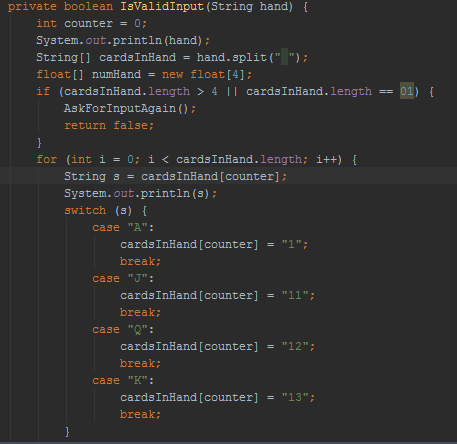 private boolean IsValidInput(String hand) {
int counter = 0;
System.out.println(hand);
String[] cardsInHand = hand.split(" ");
float[] numHand = new float[4];
if (cardsInHand.length > 4 || cardsInHand.length == 01) {
AskForInputAgain();
return false;
}
for (int i = 0; i < cardsInHand.length; i++) {
String s = cardsInHand[counter];
System.out.println(s);
switch (s) {
case "A":
cardsInHand[counter] = "1";
break;
case "J":
cardsInHand[counter] = "11";
break;
case "Q":
cardsInHand[counter] = "12";
break;
case "K":
cardsInHand[counter] = "13";
break;
}